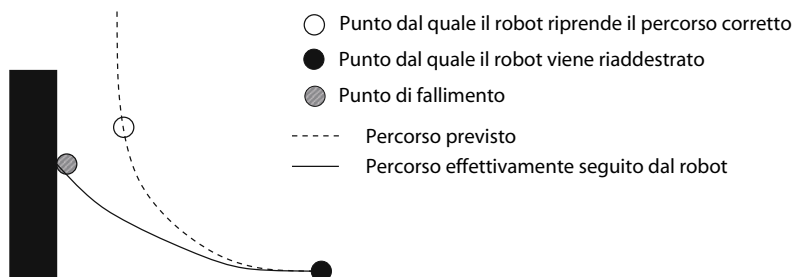 Punto dal quale il robot riprende il percorso corretto
Punto dal quale il robot viene riaddestrato
Punto di fallimento
Percorso previsto
Percorso effettivamente seguito dal robot